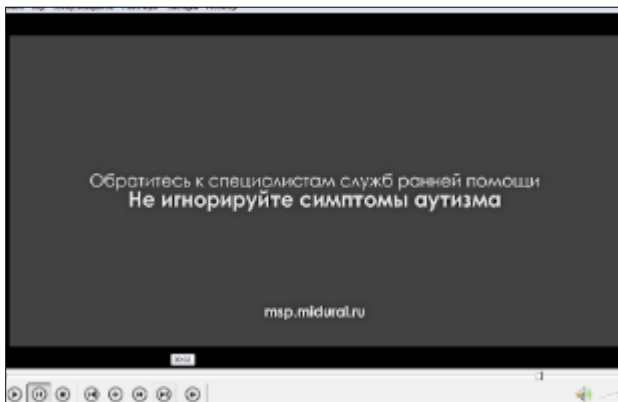 Обратитесь к специалистам служб ранней помощи
Не игнорируйте симптомы аутизма
msp.midural.ru